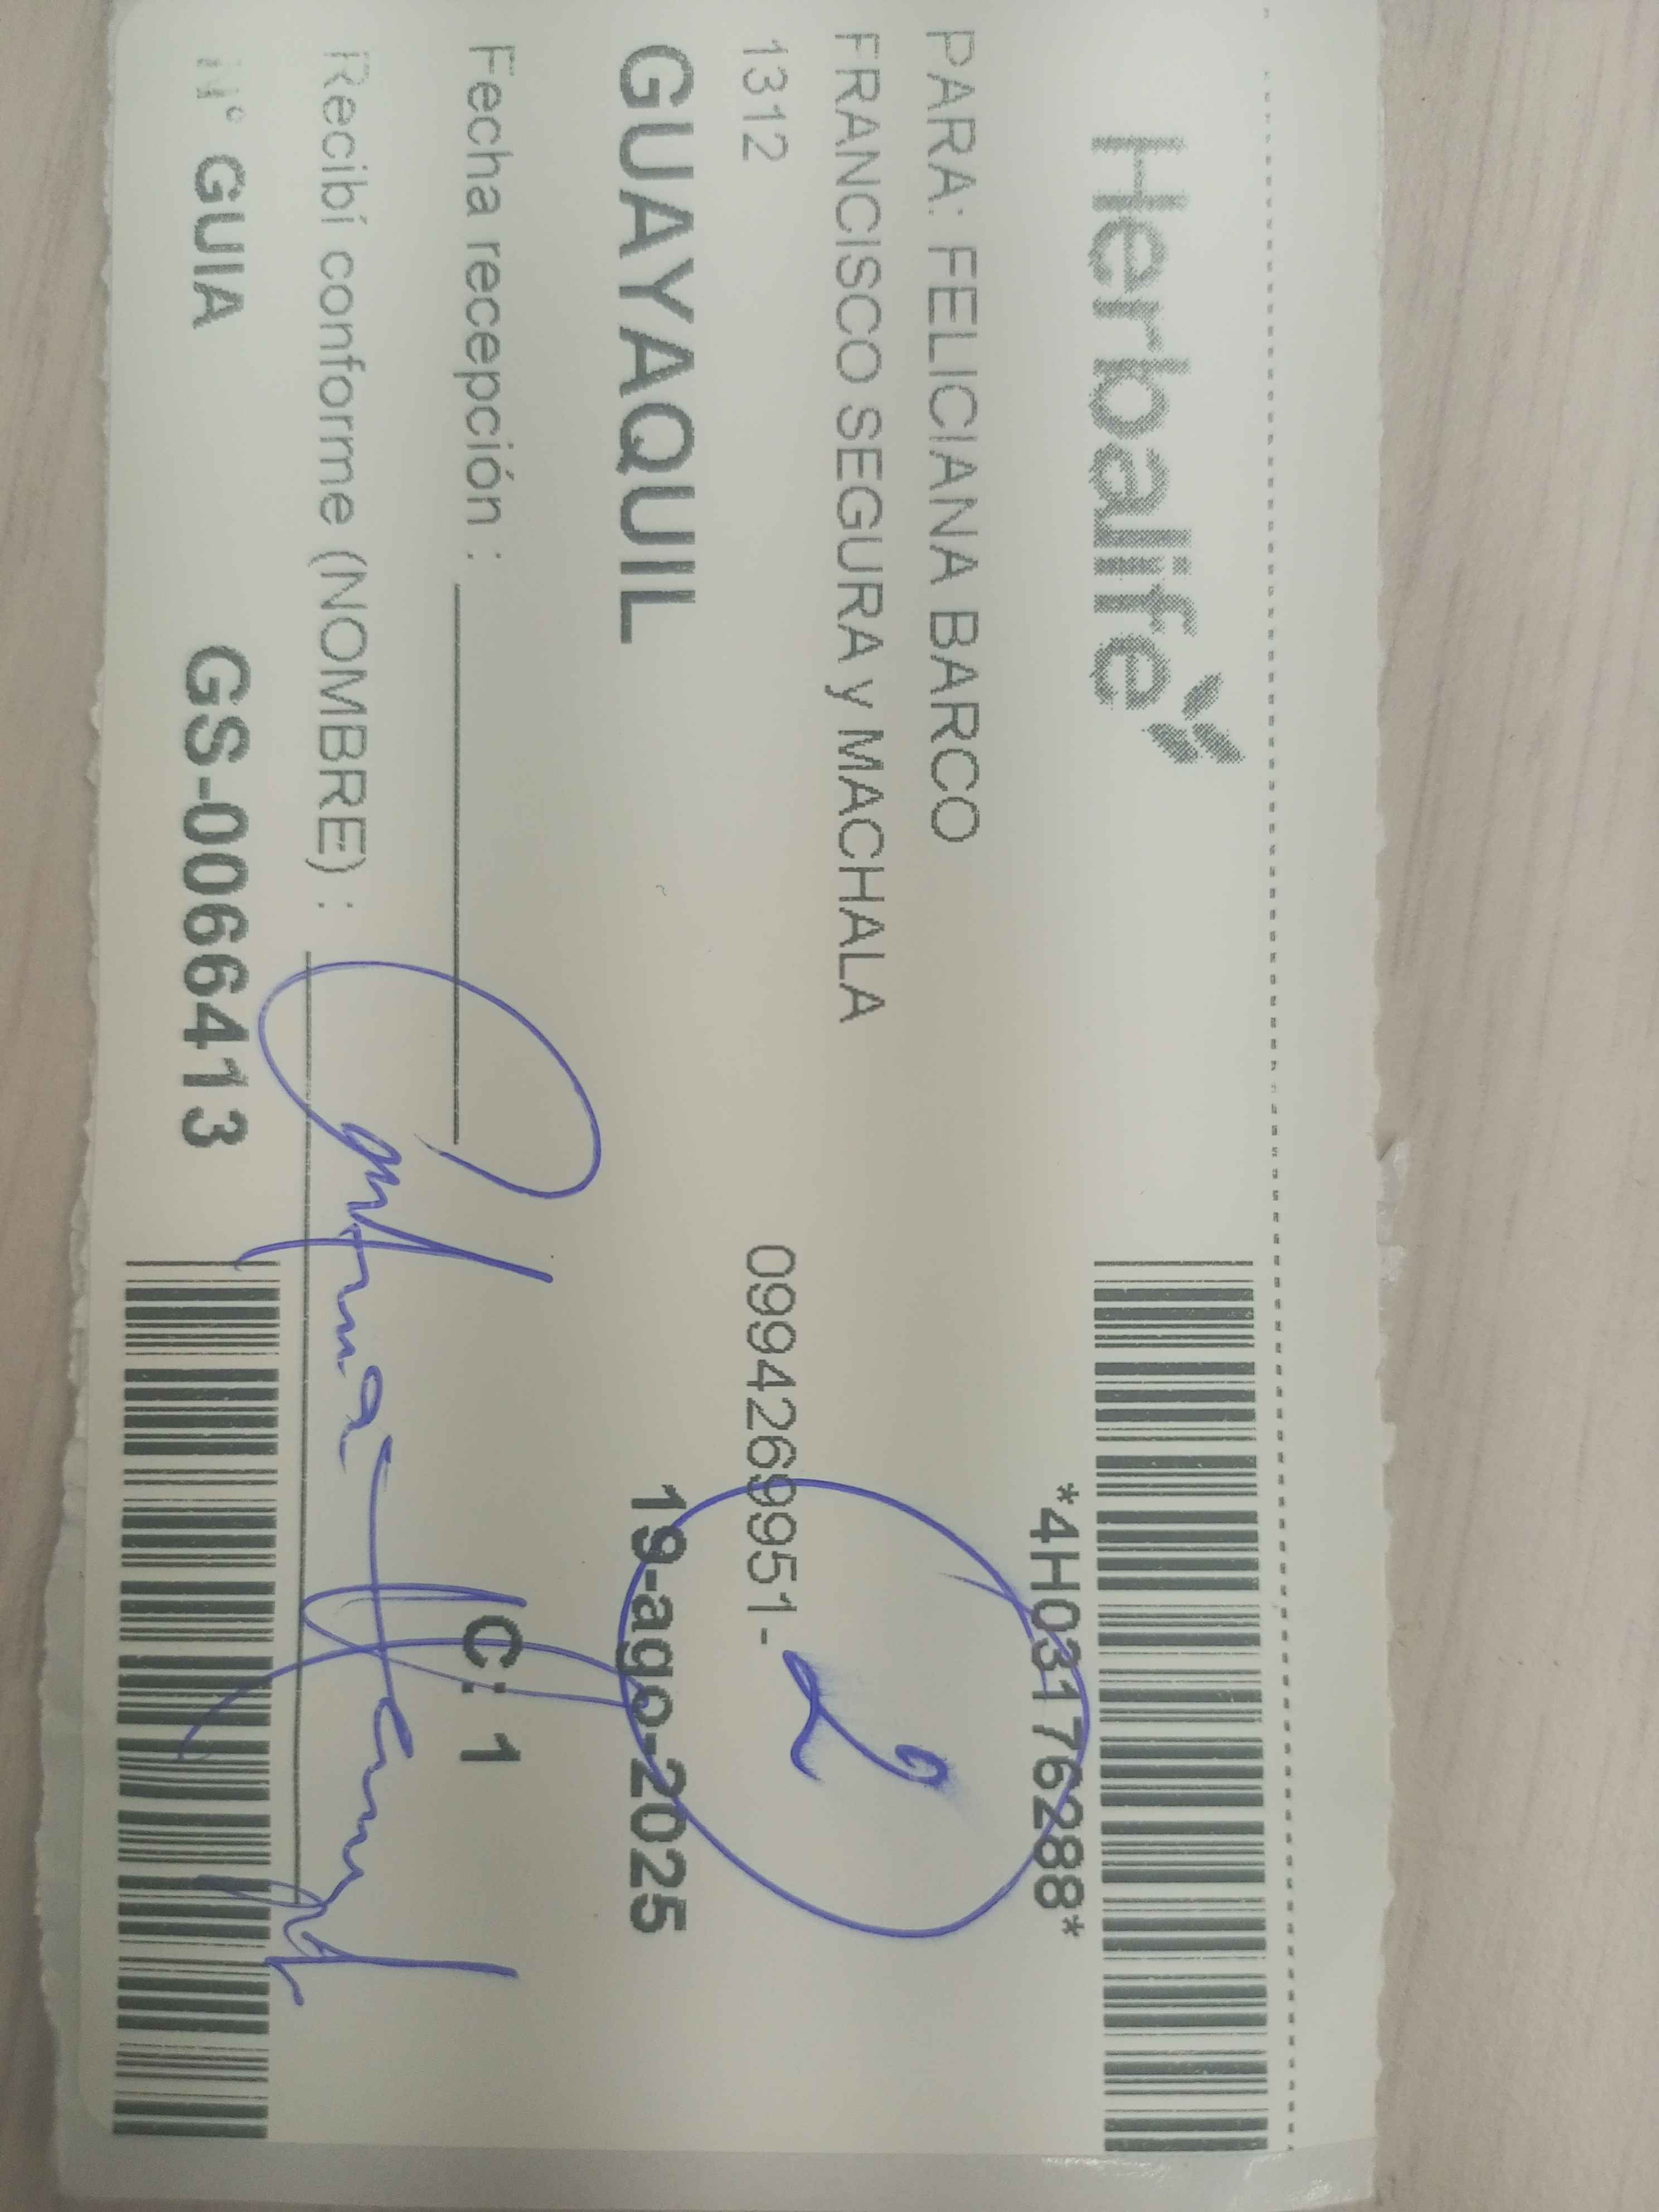 Herbalife
*4H03176288*
PARA: FELICIANA BARCO
FRANCISCO SEGURA y MACHALA
1312
0994269951-
2
GUAYAQUIL
19-ago-2025
Fecha recepción :
C: 1
Recibí conforme (NOMBRE) :
N° GUIA GS-0066413